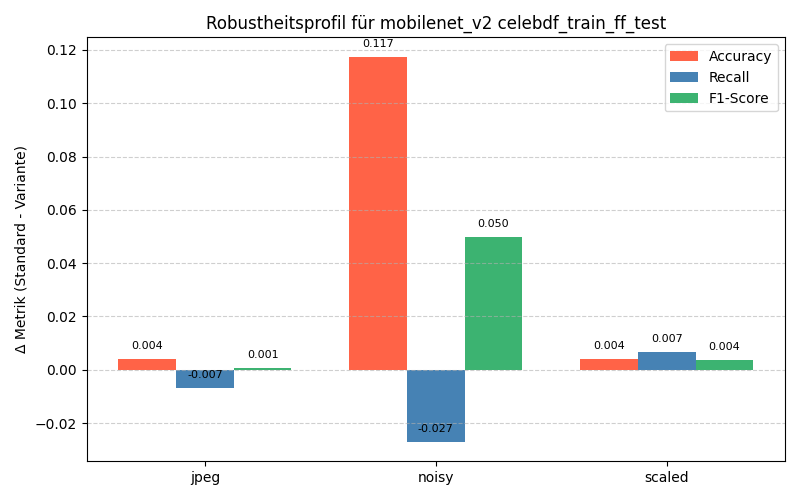 Robustheitsprofil für mobilenet_v2 celebdf_train_ff_test
Δ Metrik (Standard - Variante)
0.12
0.10
0.08
0.06
0.04
0.02
0.00
−0.02
Accuracy
Recall
F1-Score
0.004
-0.007
0.001
0.117
-0.027
0.050
0.004
0.007
0.004
jpeg
noisy
scaled